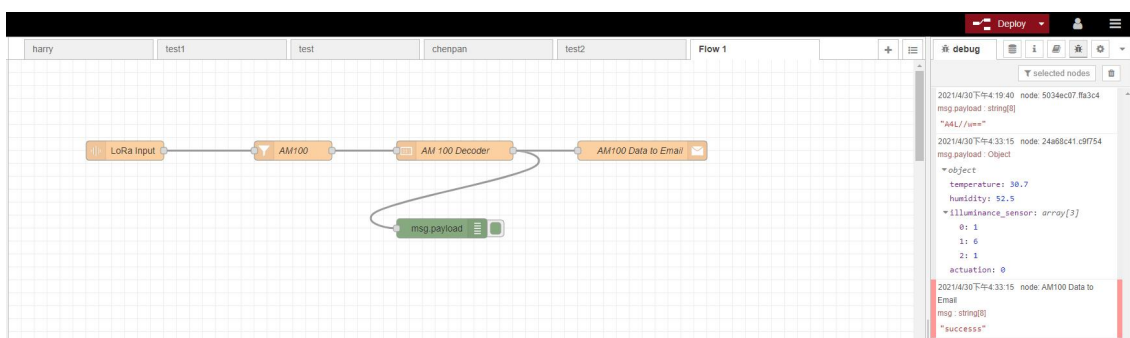 Deploy
harry
test1
test
chenpan
test2
Flow 1
debug
selected nodes
2021/4/30下午4:19:40 node: 5034ec07.ffa3c4
msg.payload : string[8]
"A4L//w=="
2021/4/30下午4:33:15 node: 24a68c41.c9f754
msg.payload : Object
object
temperature: 30.7
humidity: 52.5
illuminance_sensor: array[3]
0: 1
1: 6
2: 1
actuation: 0
2021/4/30下午4:33:15 node: AM100 Data to
Email
msg : string[8]
"successs"
LoRa Input
AM100
AM 100 Decoder
AM100 Data to Email
msg.payload